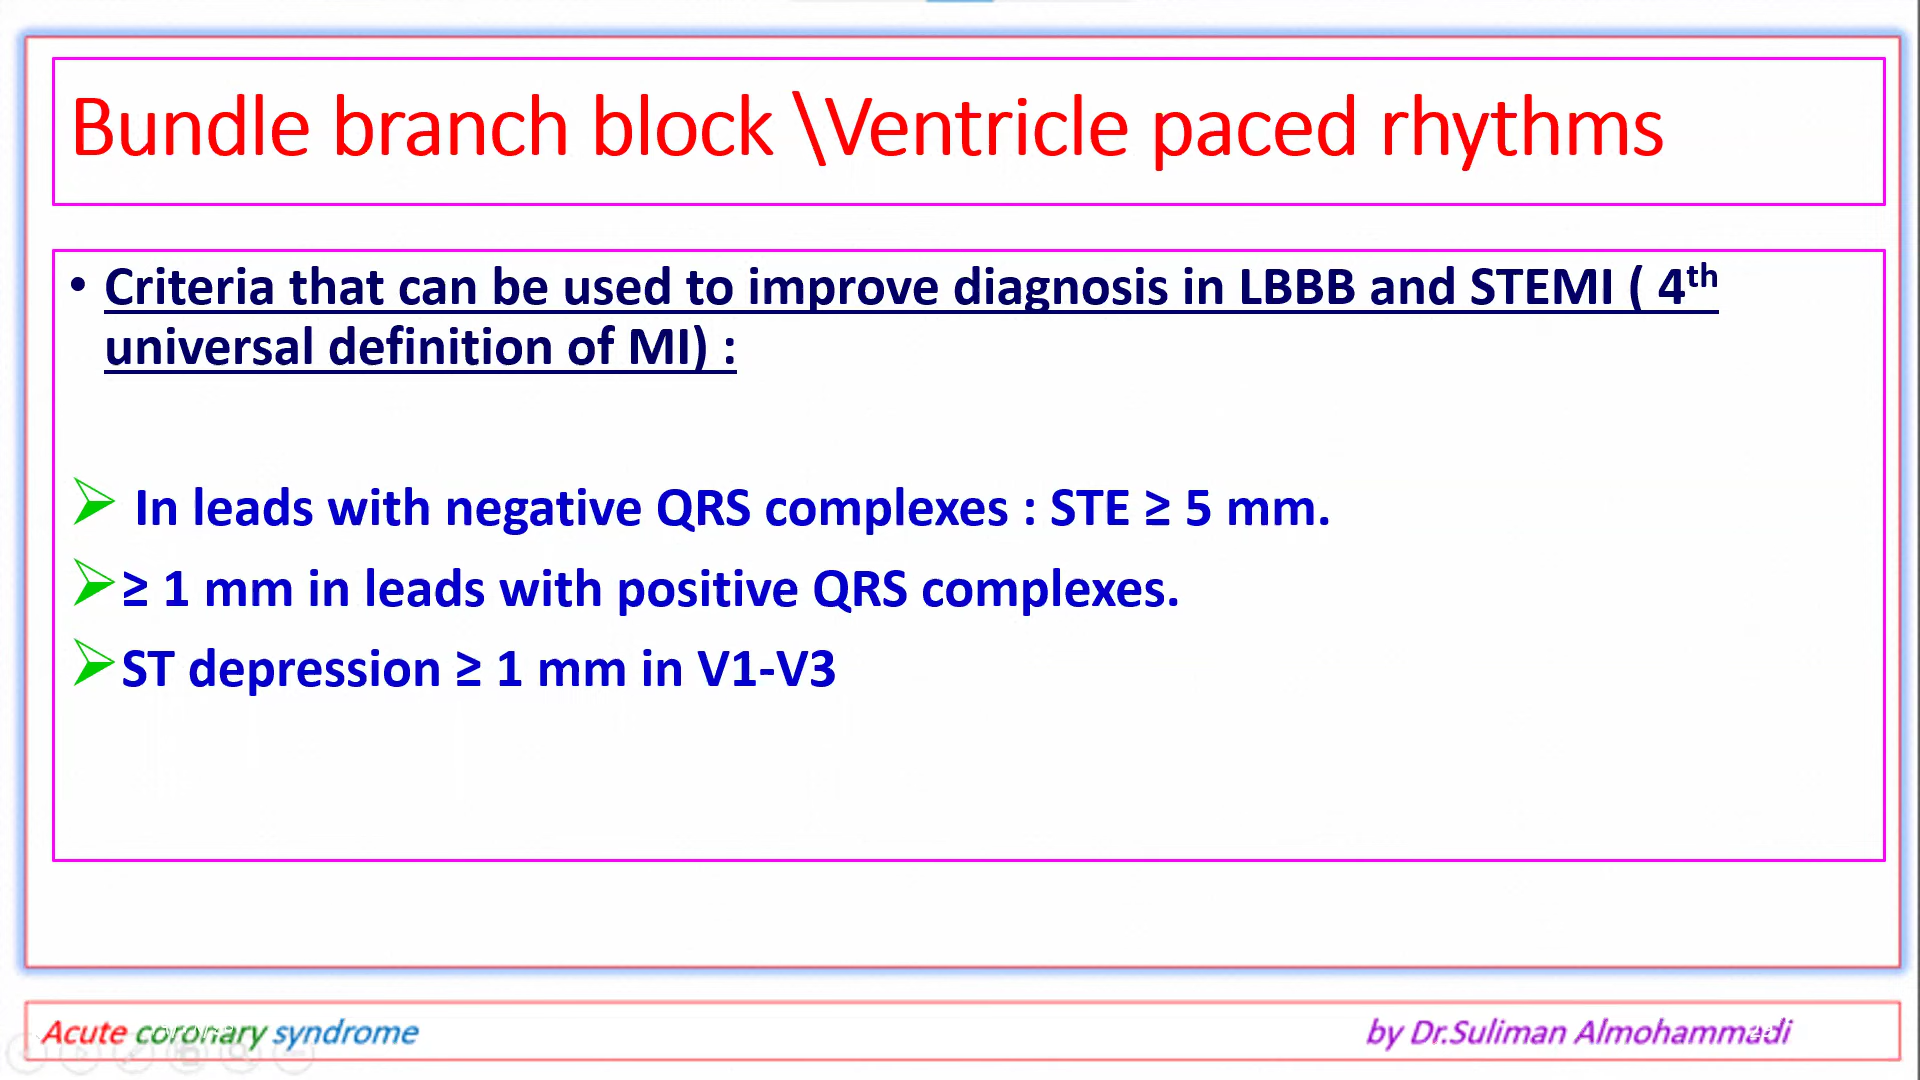 Bundle branch block \Ventricle paced rhythms
• Criteria that can be used to improve diagnosis in LBBB and STEMI ( 4th
universal definition of MI) :
➢ In leads with negative QRS complexes : STE ≥ 5 mm.
➢≥ 1 mm in leads with positive QRS complexes.
➢ST depression ≥ 1 mm in V1-V3
Acute coronary syndrome
by Dr.Suliman Almohammadi